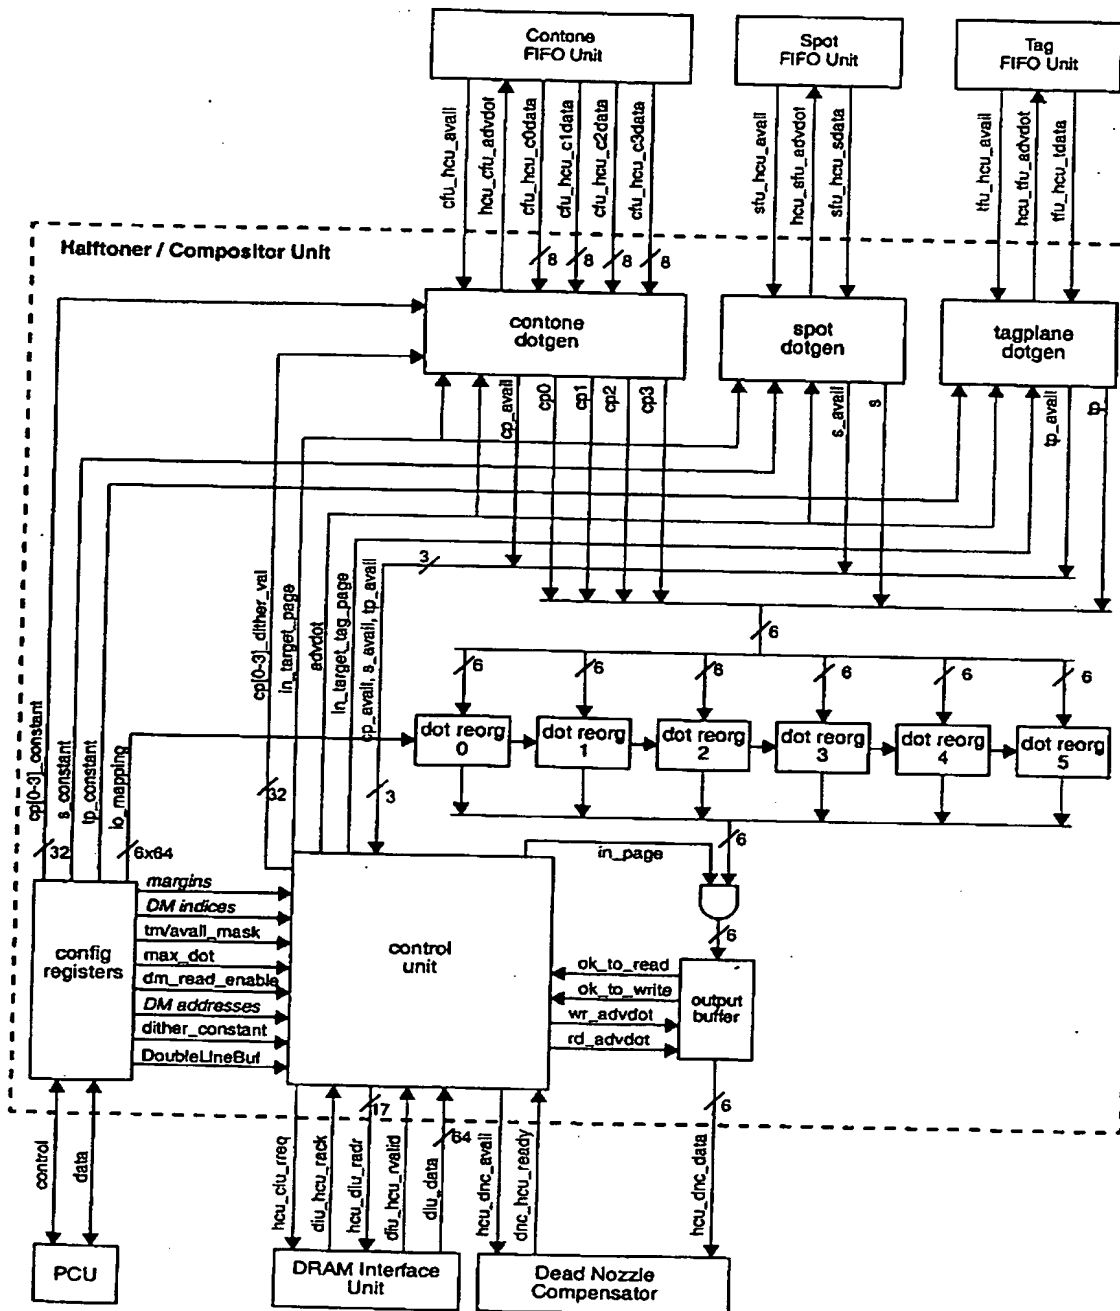 Contone
FIFO Unit
Spot
FIFO Unit
Tag
FIFO Unit
cfu_hcu_avail
hcu_cfu_advdot
cfu_hcu_c0data
cfu_hcu_c1data
cfu_hcu_c2data
cfu_hcu_c3data
sfu_hcu_avail
hcu_sfu_advdot
sfu_hcu_sdata
tfu_hcu_avail
hcu_tfu_advdot
tfu_hcu_tdata
Halftoner / Compositor Unit
8
8
8
8
contone
dotgen
spot
dotgen
tagplane
dotgen
cp_avail
cp0
cp1
cp2
cp3
s_avail
s
tp_avail
tp
3
cp[0-3]_dither_val
in_target_page
advdot
in_target_tag_page
cp_avail, s_avail, tp_avail
6
6
6
6
6
6
6
dot reorg
0
dot reorg
1
dot reorg
2
dot reorg
3
dot reorg
4
dot reorg
5
cp[0-3]_constant
s_constant
tp_constant
io_mapping
32
6x64
32
3
6
in_page
6
config
registers
margins
DM indices
tm/avail_mask
max_dot
dm_read_enable
DM addresses
dither_constant
DoubleLineBuf
control
unit
ok_to_read
ok_to_write
wr_advdot
rd_advdot
output
buffer
17
64
6
control
data
hcu_diu_rreq
diu_hcu_rack
hcu_diu_radr
diu_hcu_rvalid
diu_data
hcu_dnc_avail
dnc_hcu_ready
hcu_dnc_data
PCU
DRAM Interface
Unit
Dead Nozzle
Compensator